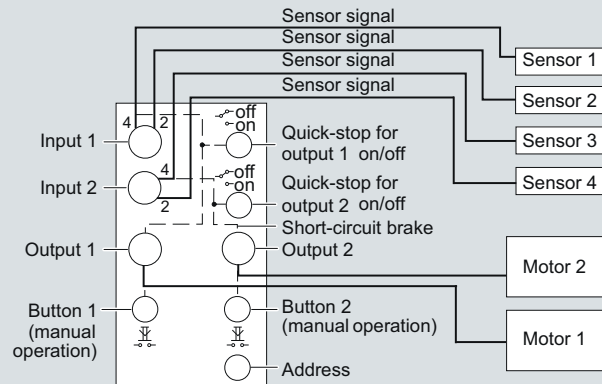 Sensor signal
Sensor signal
Sensor signal
Sensor signal
Sensor 1
Sensor 2
Sensor 3
Sensor 4
4 2
off
on
Input 1
Quick-stop for
output 1 on/off
4
2
off
on
Input 2
Quick-stop for
output 2 on/off
Short-circuit brake
Output 1
Output 2
Motor 2
Button 1
(manual
operation)
Button 2
(manual operation)
Motor 1
Address